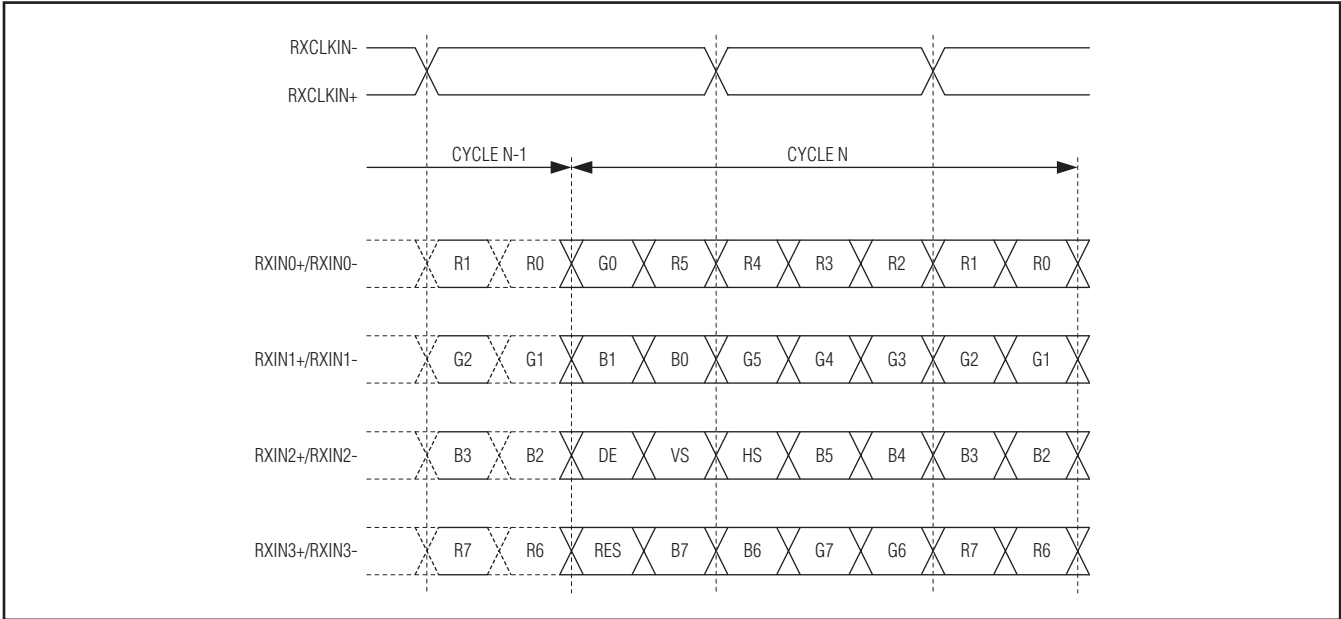 RXCLKIN-
RXCLKIN+
CYCLE N-1 CYCLE N
RXIN0+/RXIN0- R1 R0 G0 R5 R4 R3 R2 R1 R0
RXIN1+/RXIN1- G2 G1 B1 B0 G5 G4 G3 G2 G1
RXIN2+/RXIN2- B3 B2 DE VS HS B5 B4 B3 B2
RXIN3+/RXIN3- R7 R6 RES B7 B6 G7 G6 R7 R6